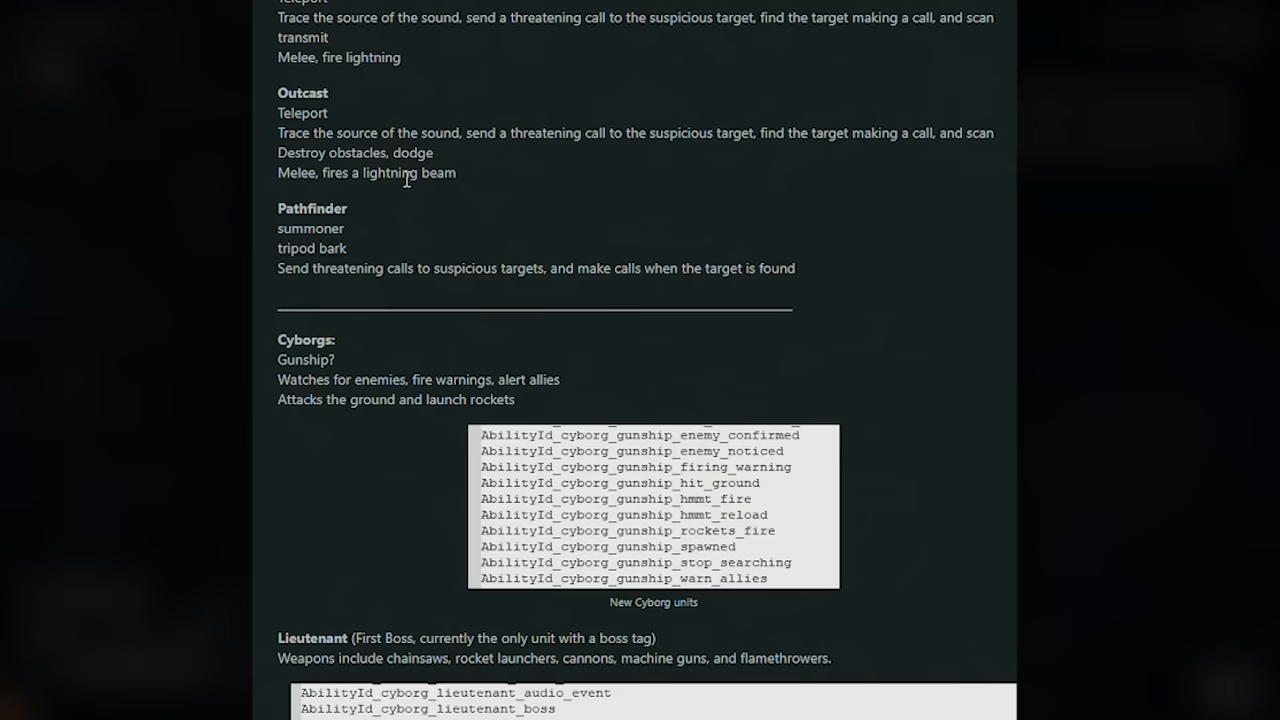 Teleport
Trace the source of the sound, send a threatening call to the suspicious target, find the target making a call, and scan
transmit
Melee, fire lightning
Outcast
Teleport
Trace the source of the sound, send a threatening call to the suspicious target, find the target making a call, and scan
Destroy obstacles, dodge
Melee, fires a lightning beam
Pathfinder
summoner
tripod bark
Send threatening calls to suspicious targets, and make calls when the target is found
Cyborgs:
Gunship?
Watches for enemies, fire warnings, alert allies
Attacks the ground and launch rockets
AbilityId_cyborg_gunship_enemy_confirmed
AbilityId_cyborg_gunship_enemy_noticed
AbilityId_cyborg_gunship_firing_warning
AbilityId_cyborg_gunship_hit_ground
AbilityId_cyborg_gunship_hmmt_fire
AbilityId_cyborg_gunship_hmmt_reload
AbilityId_cyborg_gunship_rockets_fire
AbilityId_cyborg_gunship_spawned
AbilityId_cyborg_gunship_stop_searching
AbilityId_cyborg_gunship_warn_allies
New Cyborg units
Lieutenant (First Boss, currently the only unit with a boss tag)
Weapons include chainsaws, rocket launchers, cannons, machine guns, and flamethrowers.
AbilityId_cyborg_lieutenant_audio_event
AbilityId_cyborg_lieutenant_boss